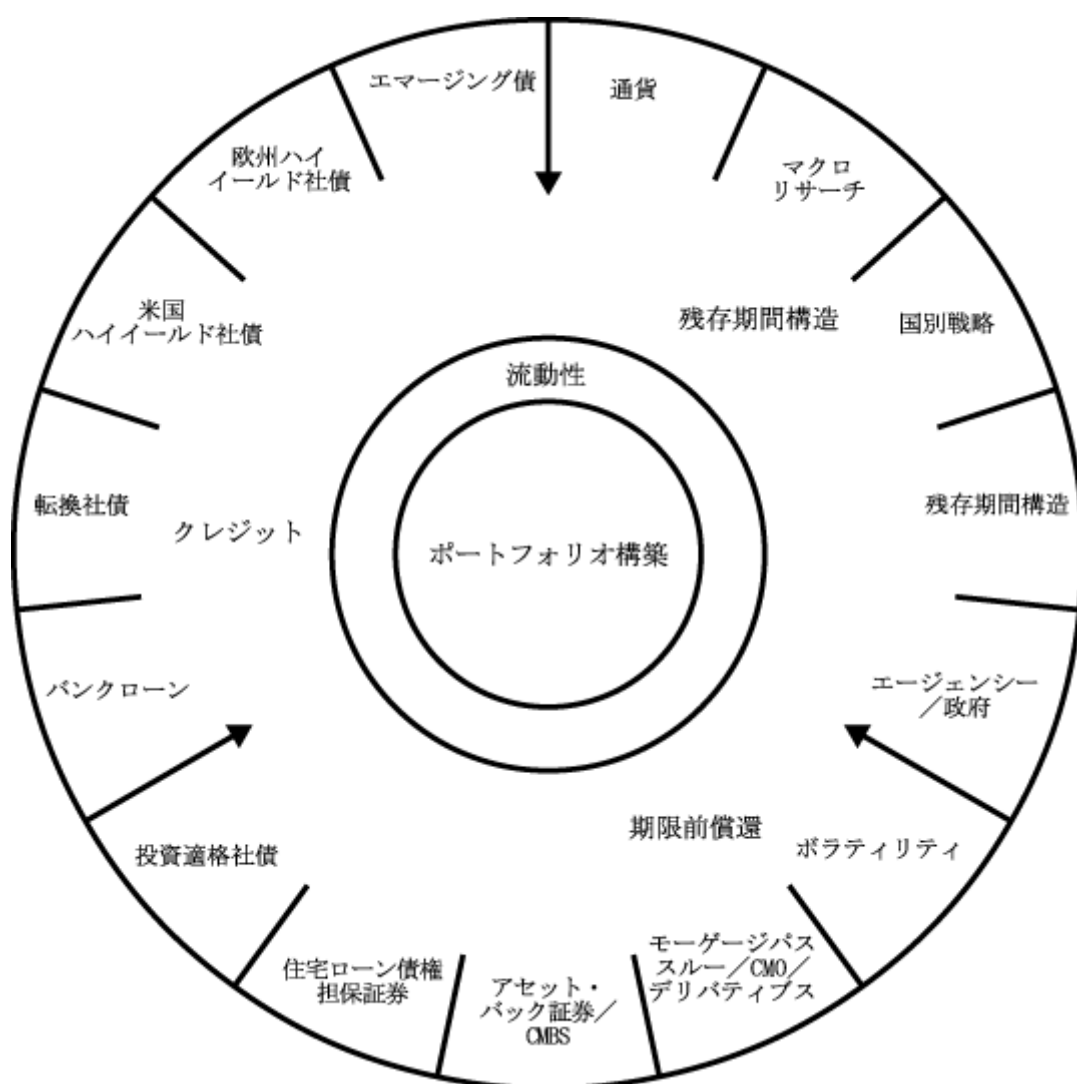 エマージング債
通貨
欧州ハイ
イールド社債
マクロ
リサーチ
米国
ハイイールド社債
残存期間構造
国別戦略
流動性
転換社債
クレジット
ポートフォリオ構築
残存期間構造
バンクローン
エージェンシー
／政府
投資適格社債
期限前償還
ボラティリティ
住宅ローン債権
担保証券
アセット・
バック証券／
CMBS
モーゲージパス
スルー／CMO／
デリバティブス